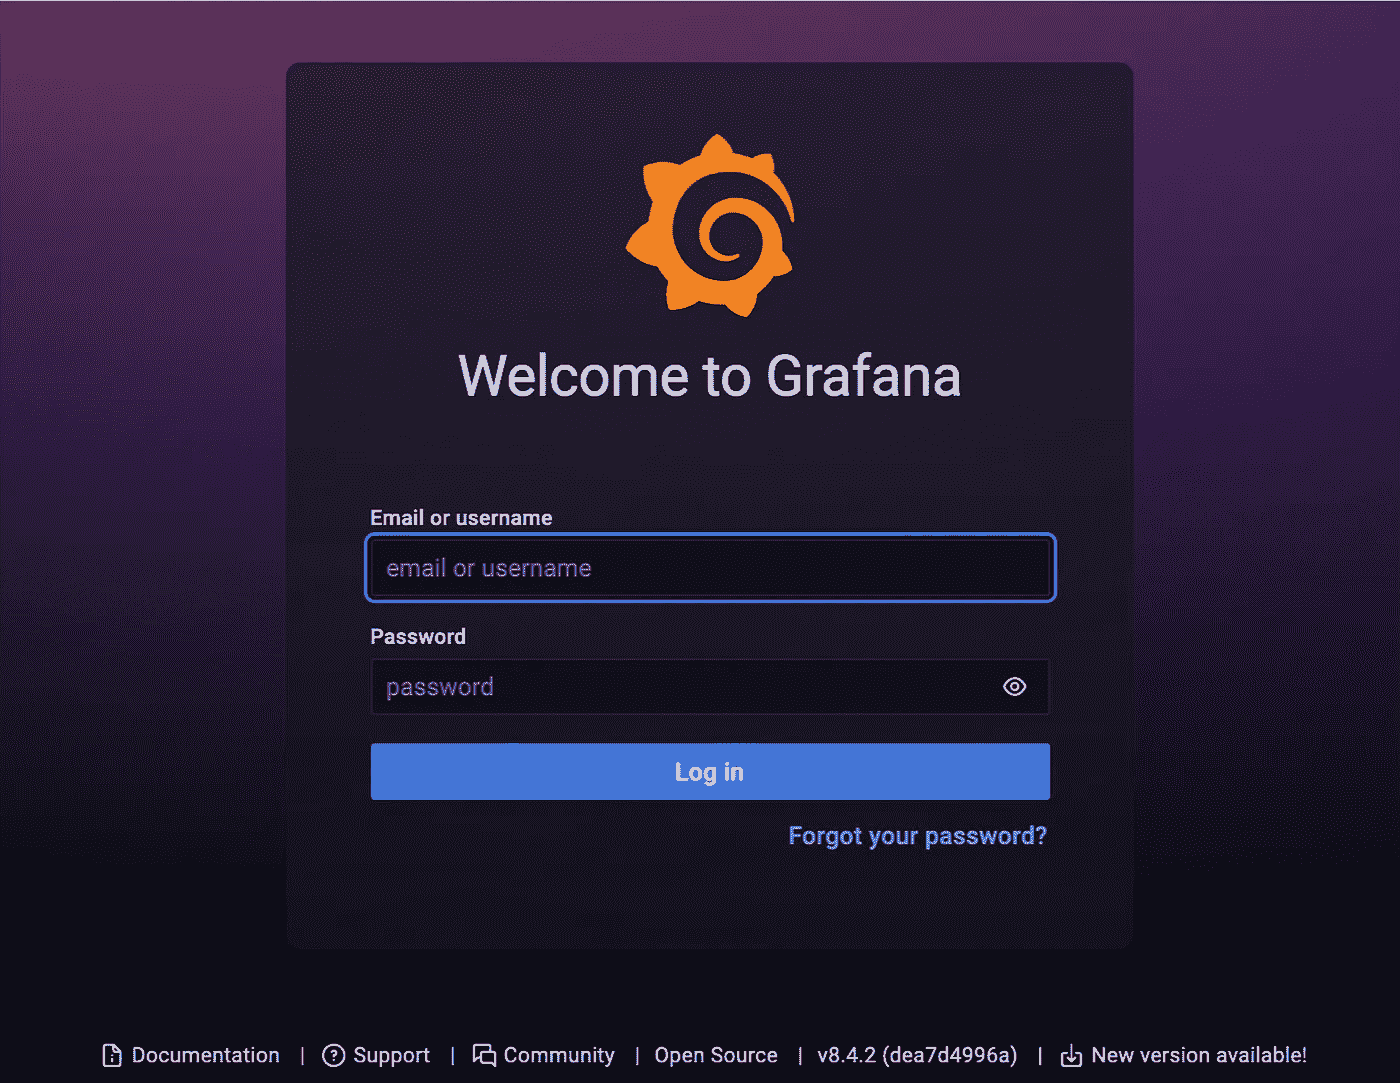 Welcome to Grafana
Email or username
email or username
Password
password
Log in
Forgot your password?
Documentation | Support | Community | Open Source | v8.4.2 (dea7d4996a) | New version available!